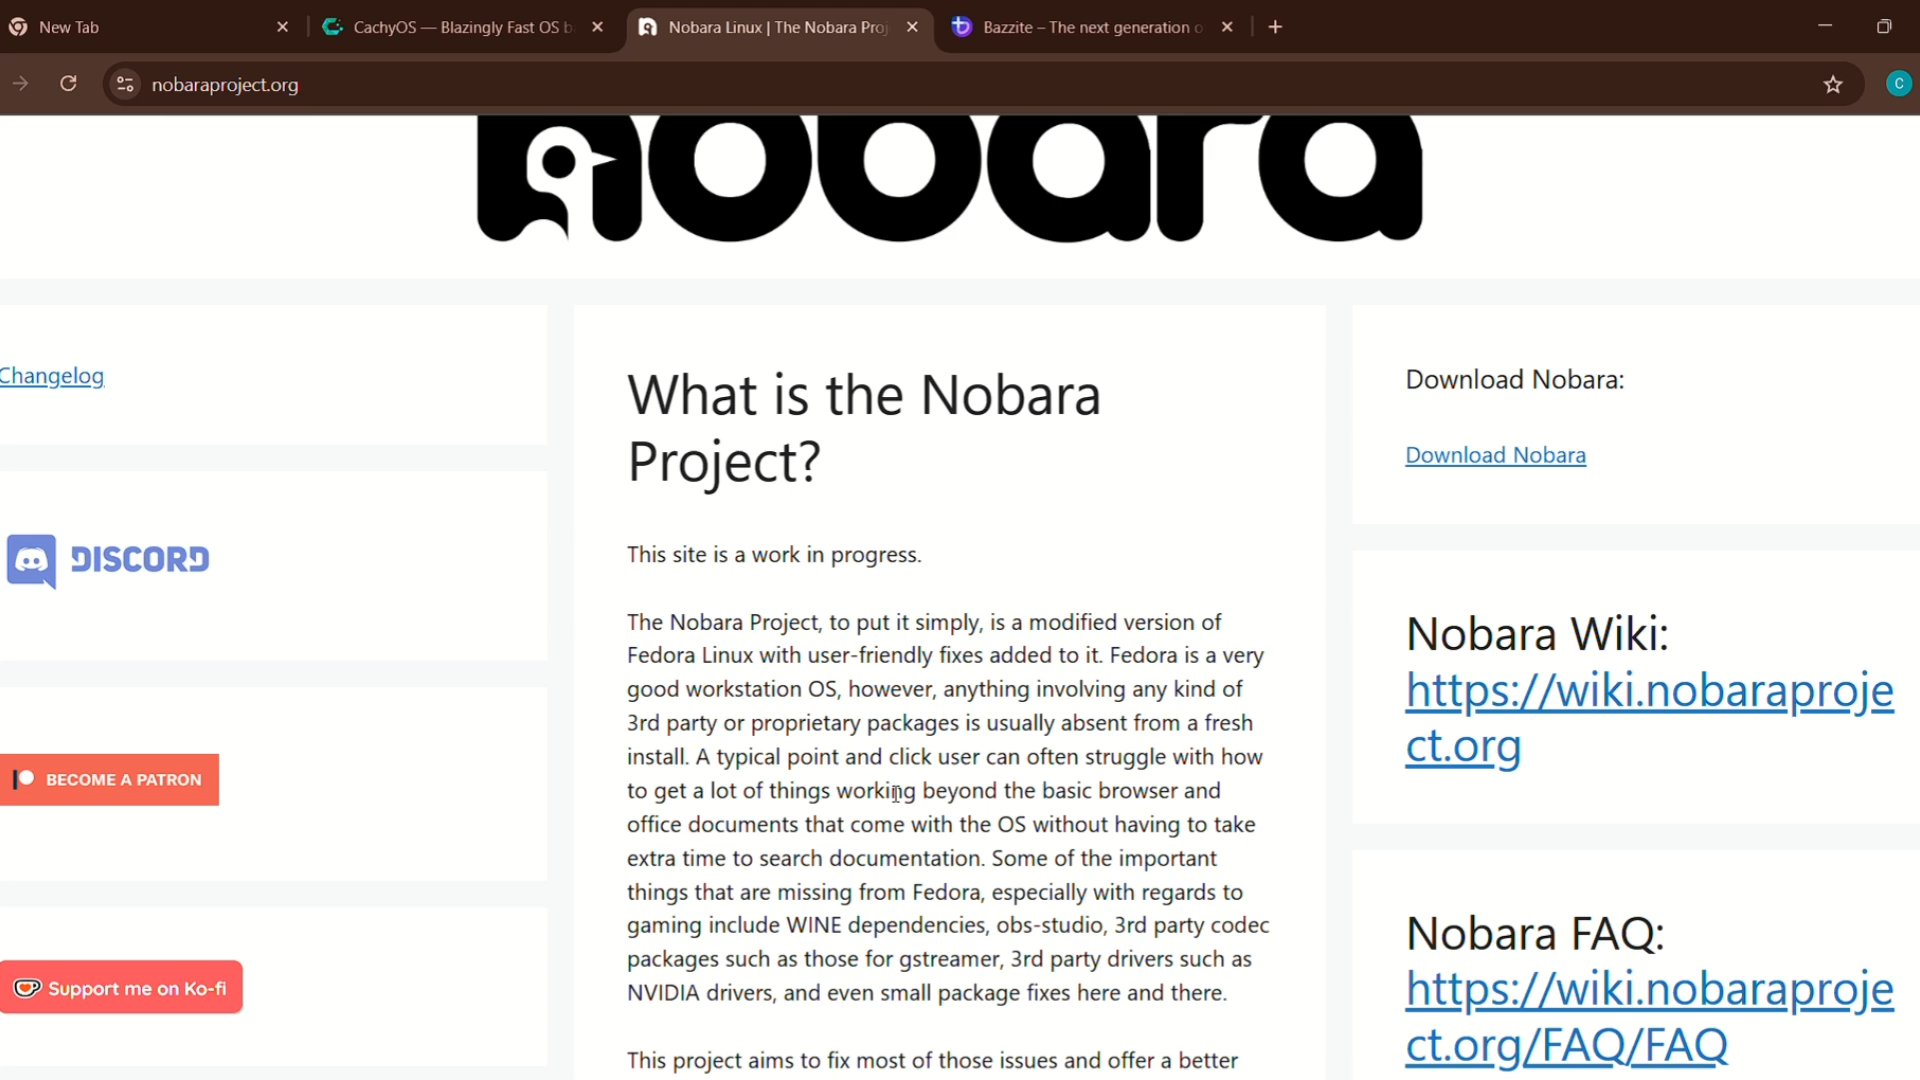 New Tab
CachyOS — Blazingly Fast OS b
Nobara Linux | The Nobara Proj
Bazzite – The next generation o
nobaraproject.org
C
nobara
Changelog
DISCORD
BECOME A PATRON
Support me on Ko-fi
What is the Nobara
Project?
This site is a work in progress.
The Nobara Project, to put it simply, is a modified version of
Fedora Linux with user-friendly fixes added to it. Fedora is a very
good workstation OS, however, anything involving any kind of
3rd party or proprietary packages is usually absent from a fresh
install. A typical point and click user can often struggle with how
to get a lot of things working beyond the basic browser and
office documents that come with the OS without having to take
extra time to search documentation. Some of the important
things that are missing from Fedora, especially with regards to
gaming include WINE dependencies, obs-studio, 3rd party codec
packages such as those for gstreamer, 3rd party drivers such as
NVIDIA drivers, and even small package fixes here and there.
This project aims to fix most of those issues and offer a better
Download Nobara:
Download Nobara
Nobara Wiki:
https://wiki.nobaraproje
ct.org
Nobara FAQ:
https://wiki.nobaraproje
ct.org/FAQ/FAQ